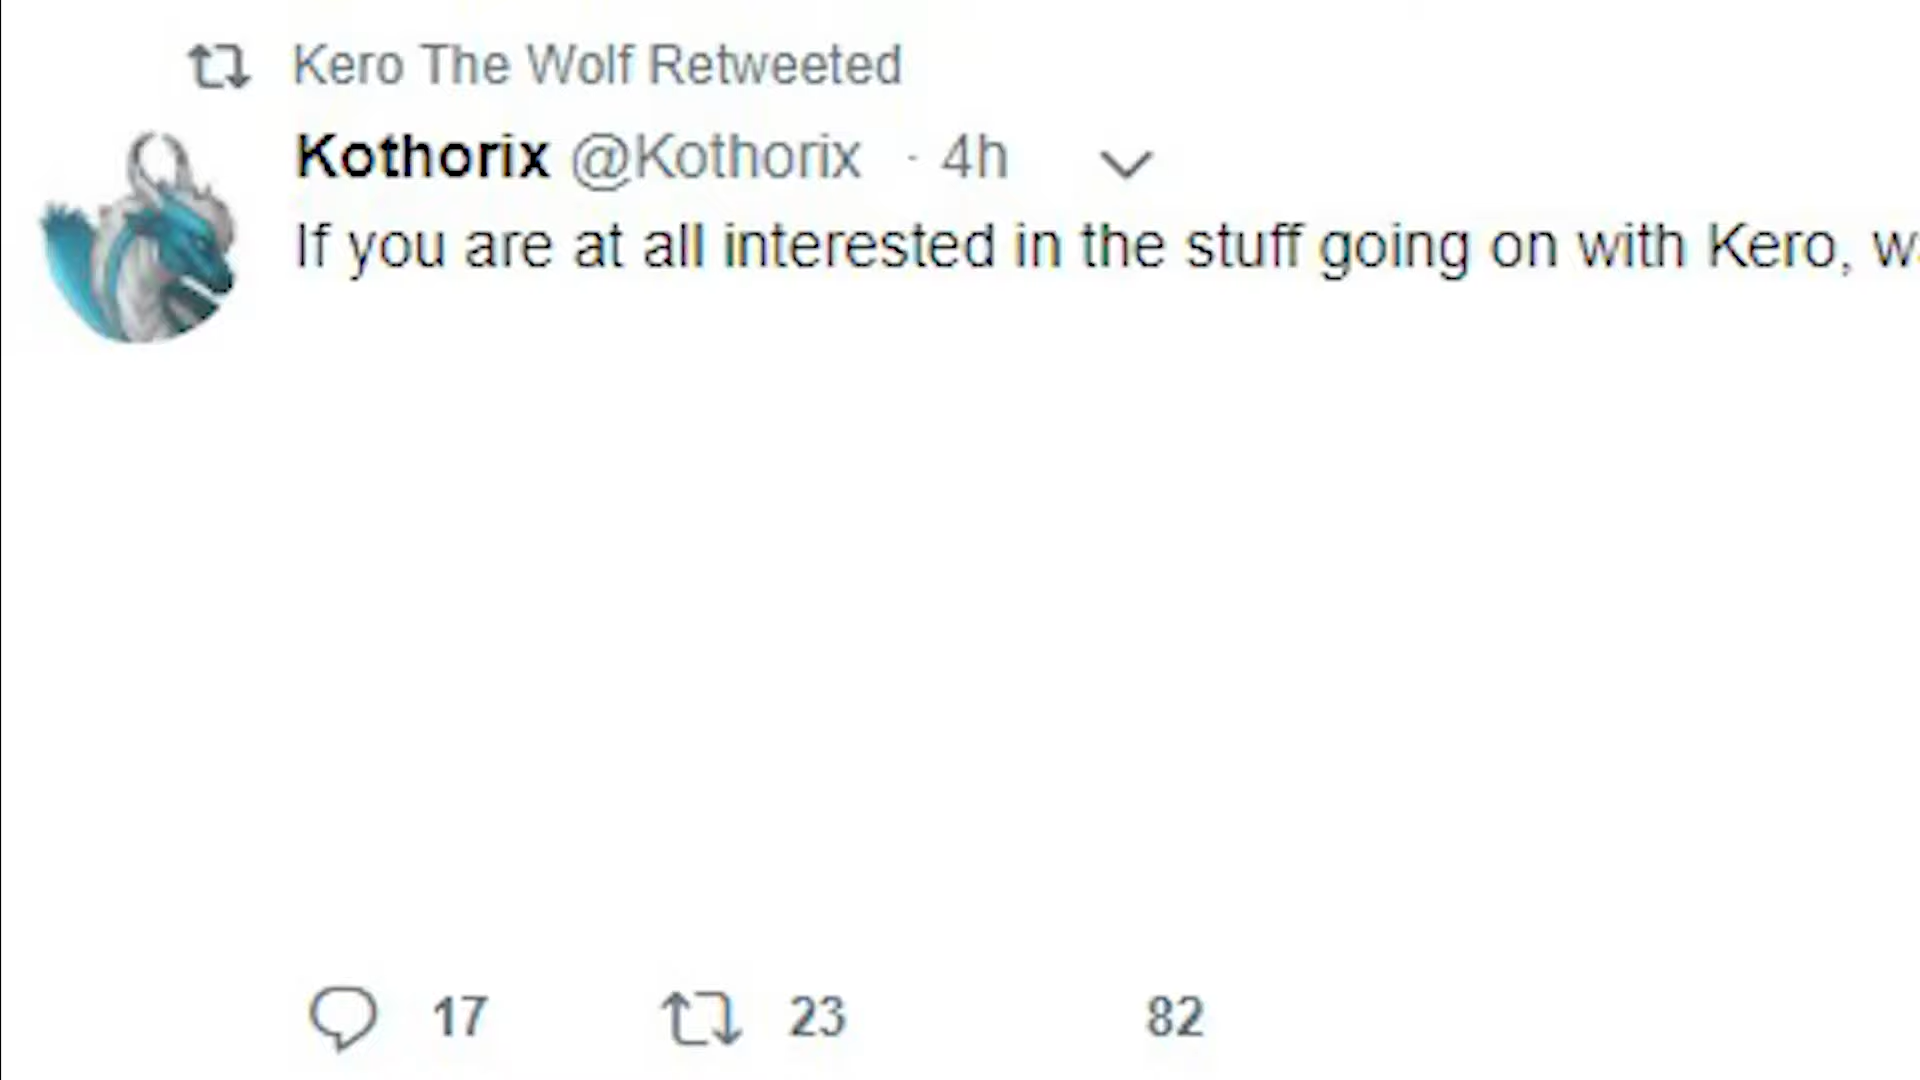 Kero The Wolf Retweeted
Kothorix @Kothorix · 4h
If you are at all interested in the stuff going on with Kero,
17 23 82